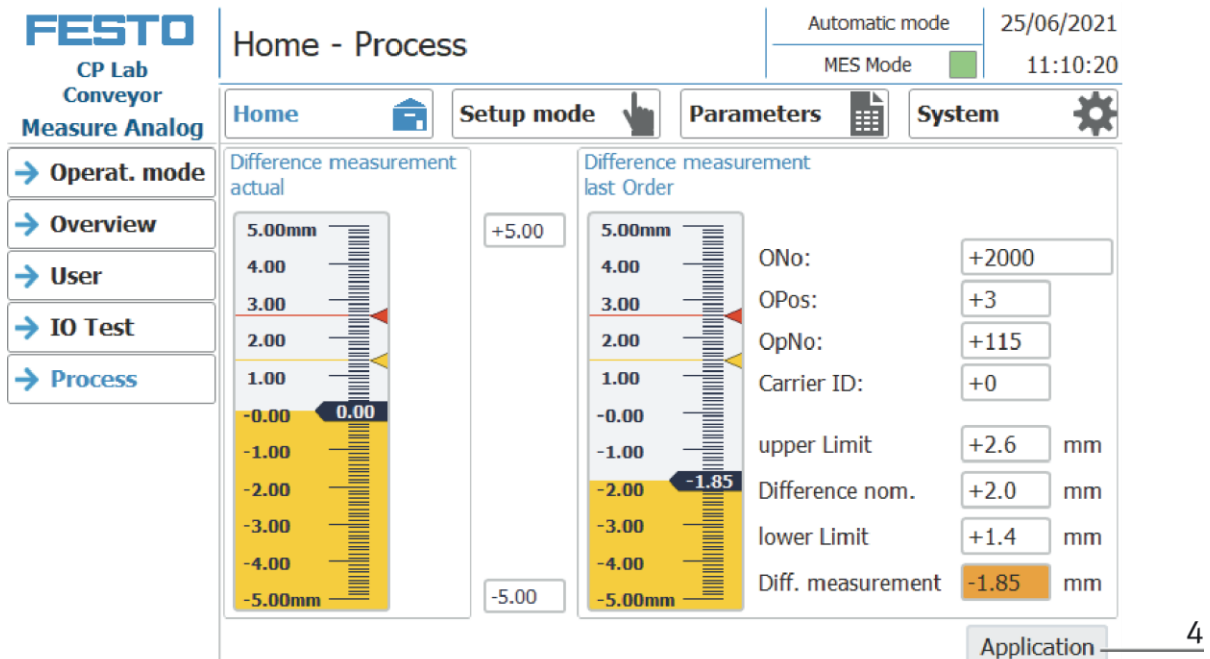 FESTO
CP Lab
Conveyor
Measure Analog
Home - Process
Automatic mode
MES Mode
25/06/2021
11:10:20
Home
Setup mode
Parameters
System
Operat. mode
Overview
User
IO Test
Process
Difference measurement
actual
5.00mm
4.00
3.00
2.00
1.00
-0.00
0.00
-1.00
-2.00
-3.00
-4.00
-5.00mm
+5.00
-5.00
Difference measurement
last Order
5.00mm
4.00
3.00
2.00
1.00
-0.00
-1.00
-1.85
-2.00
-3.00
-4.00
-5.00mm
ONo: +2000
OPos: +3
OpNo: +115
Carrier ID: +0
upper Limit +2.6 mm
Difference nom. +2.0 mm
lower Limit +1.4 mm
Diff. measurement -1.85 mm
Application
4